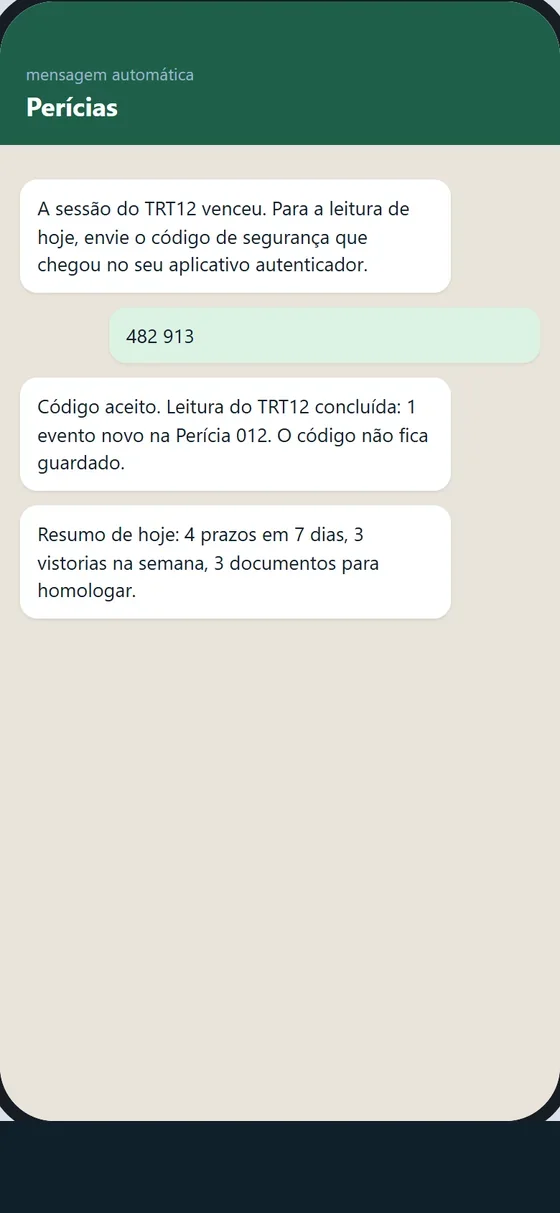 mensagem automática
Perícias
A sessão do TRT12 venceu. Para a leitura de
hoje, envie o código de segurança que
chegou no seu aplicativo autenticador.
482 913
Código aceito. Leitura do TRT12 concluída: 1
evento novo na Perícia 012. O código não fica
guardado.
Resumo de hoje: 4 prazos em 7 dias, 3
vistorias na semana, 3 documentos para
homologar.